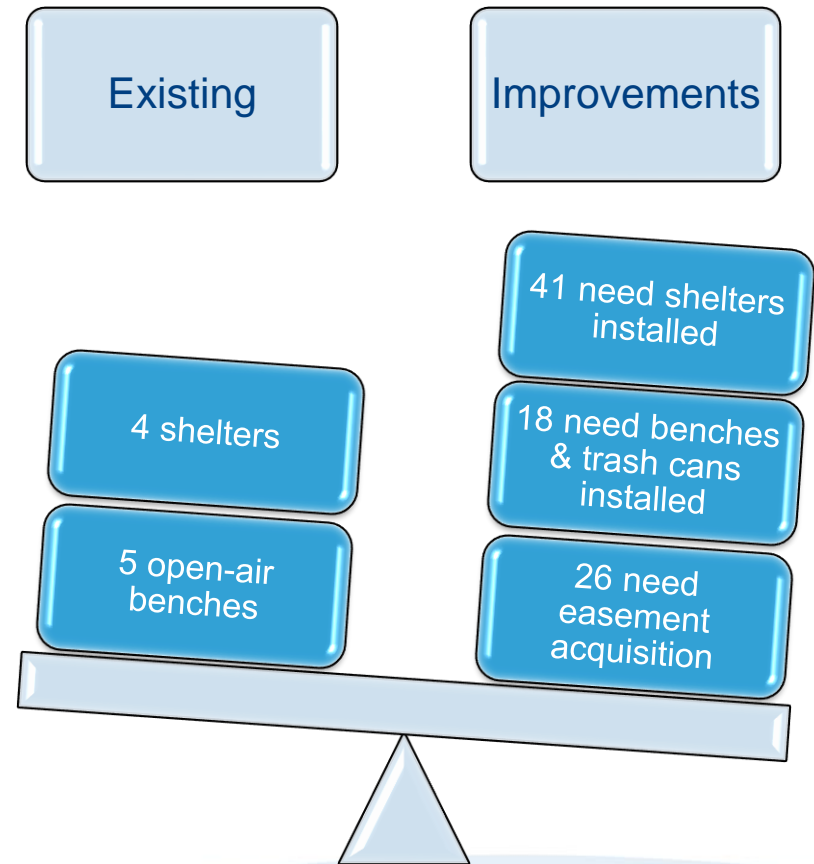 Existing
Improvements
4 shelters
5 open-air
benches
41 need shelters
installed
18 need benches
& trash cans
installed
26 need
easement
acquisition